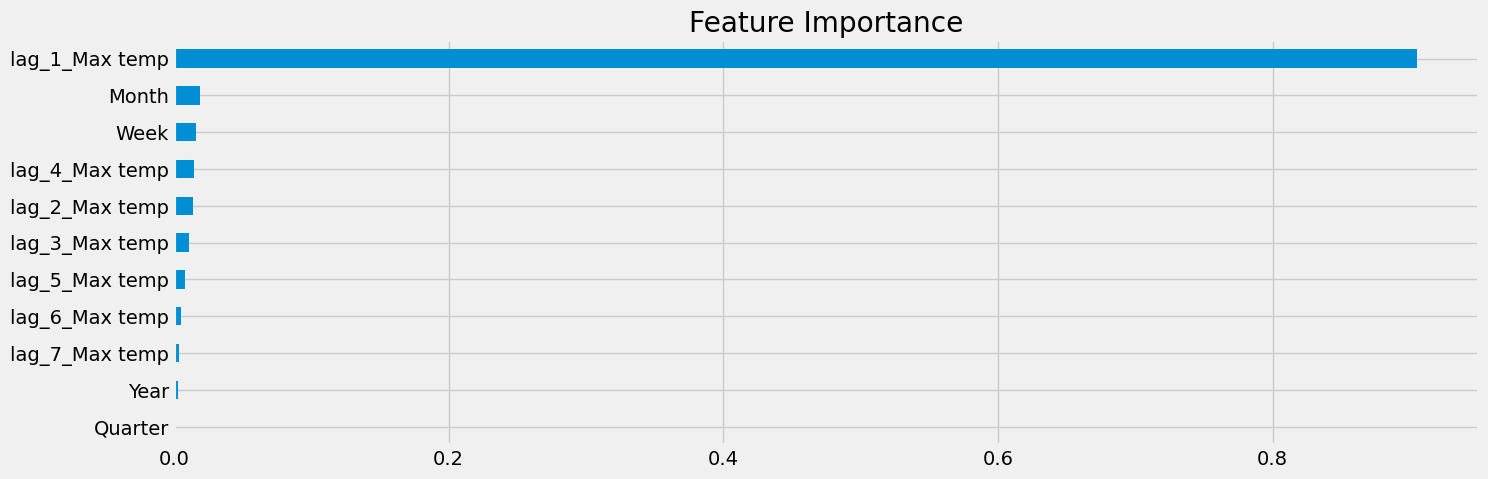 Feature Importance
lag_1_Max temp
Month
Week
lag_4_Max temp
lag_2_Max temp
lag_3_Max temp
lag_5_Max temp
lag_6_Max temp
lag_7_Max temp
Year
Quarter
0.0 0.2 0.4 0.6 0.8